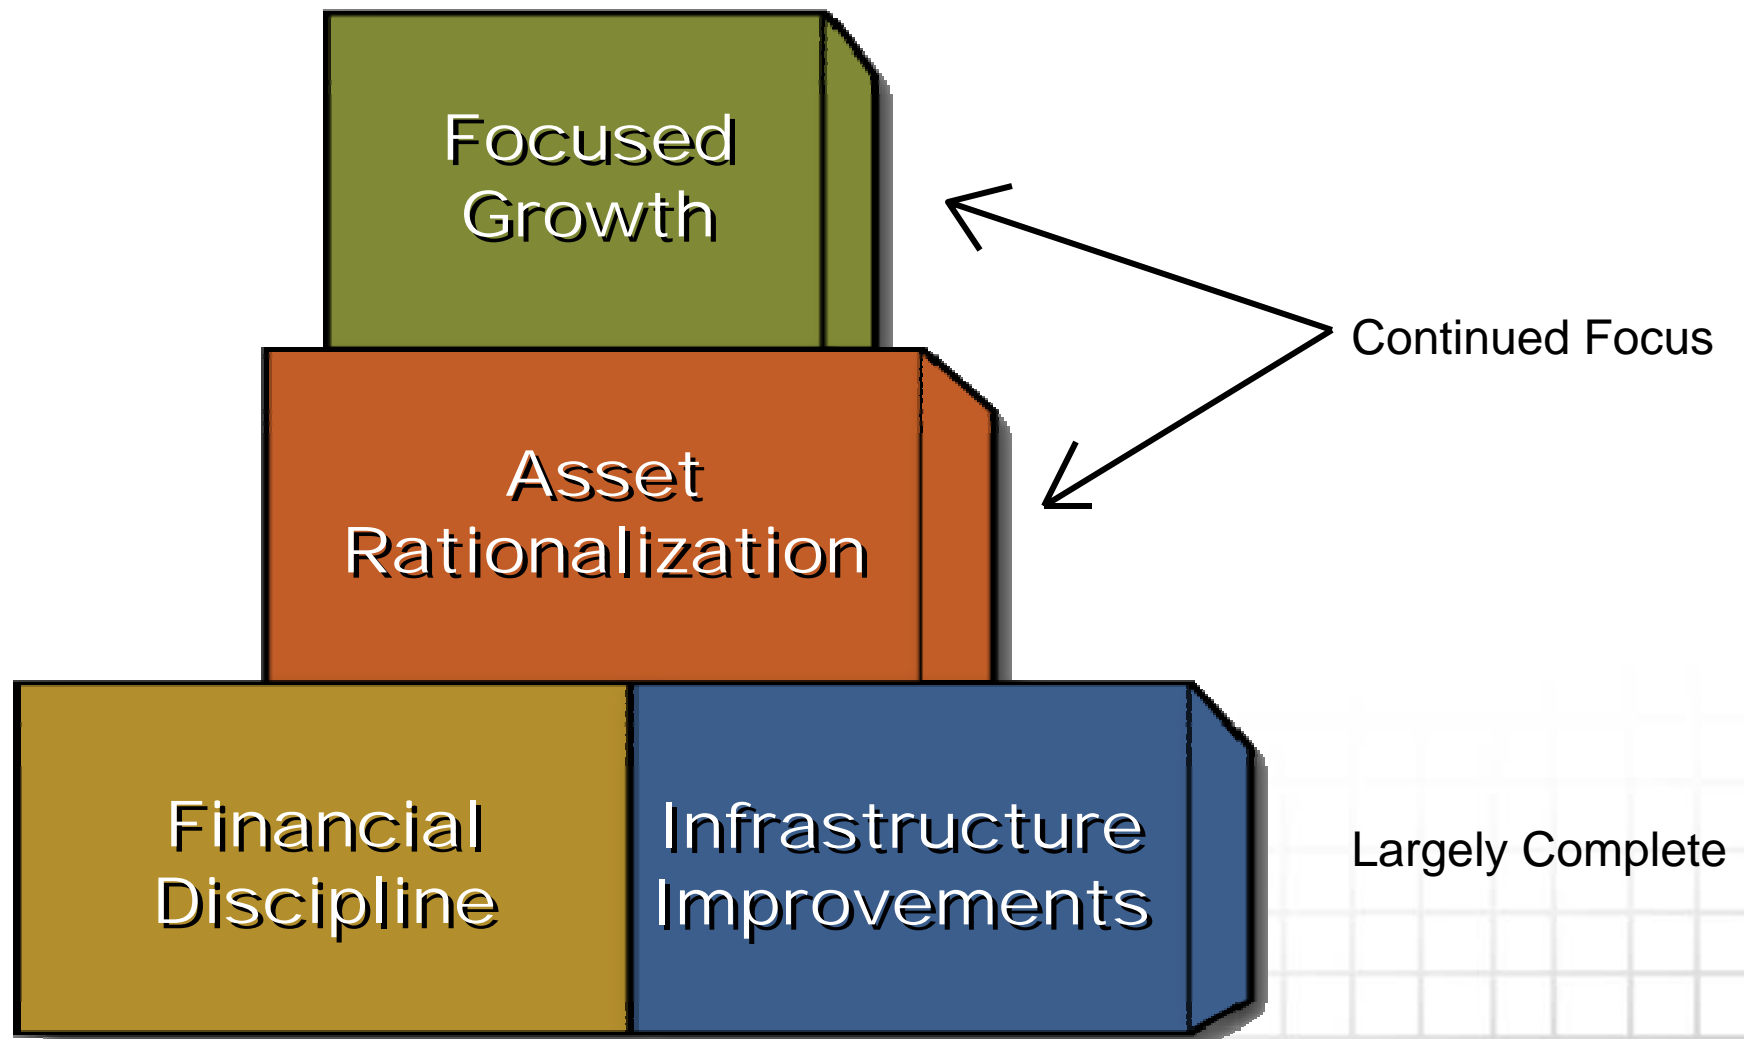 Focused
Growth
Continued Focus
Asset
Rationalization
Financial
Discipline
Infrastructure
Improvements
Largely Complete